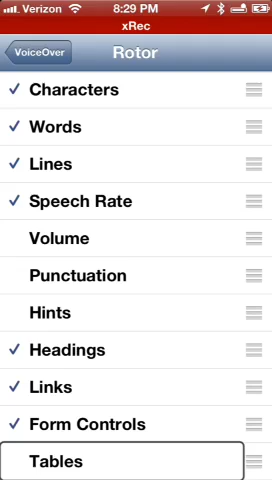 Verizon 8:29 PM
xRec
VoiceOver Rotor
Characters
Words
Lines
Speech Rate
Volume
Punctuation
Hints
Headings
Links
Form Controls
Tables